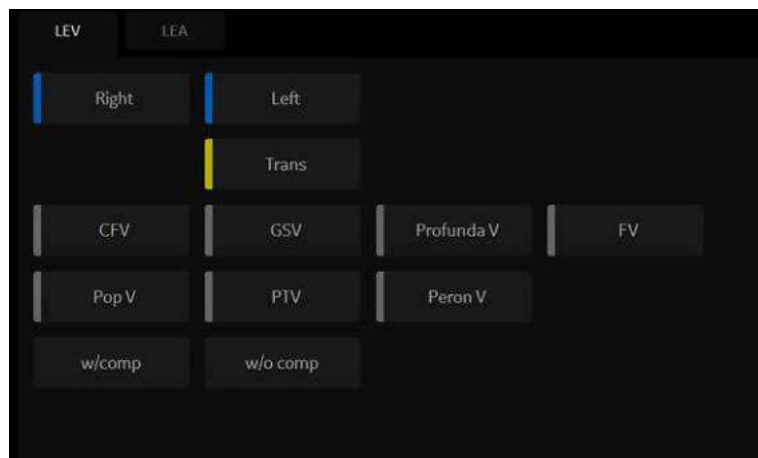 LEV LEA
Right Left
Trans
CFV GSV Profunda V FV
Pop V PTV Peron V
w/comp w/o comp